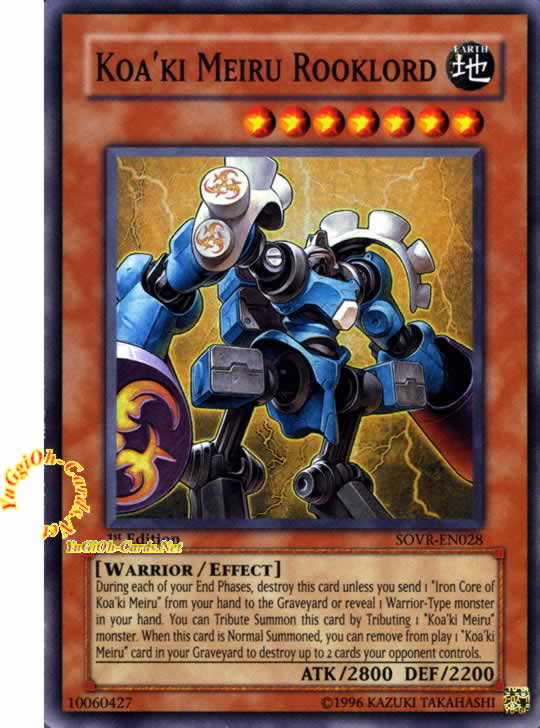 KOA'KI MEIRU ROOKLORD
EARTH
地
YuGiOh-Cards.Net
1ST Edition
SOVR-EN028
YuGiOh-Cards.Net
[WARRIOR / EFFECT]
During each of your End Phases, destroy this card unless you send 1 "Iron Core of
Koa'ki Meiru" from your hand to the Graveyard or reveal 1 Warrior-Type monster
in your hand. You can Tribute Summon this card by Tributing 1 "Koa'ki Meiru"
monster. When this card is Normal Summoned, you can remove from play 1 "Koa'ki
Meiru" card in your Graveyard to destroy up to 2 cards your opponent controls.
ATK/2800 DEF/2200
10060427
©1996 KAZUKI TAKAHASHI